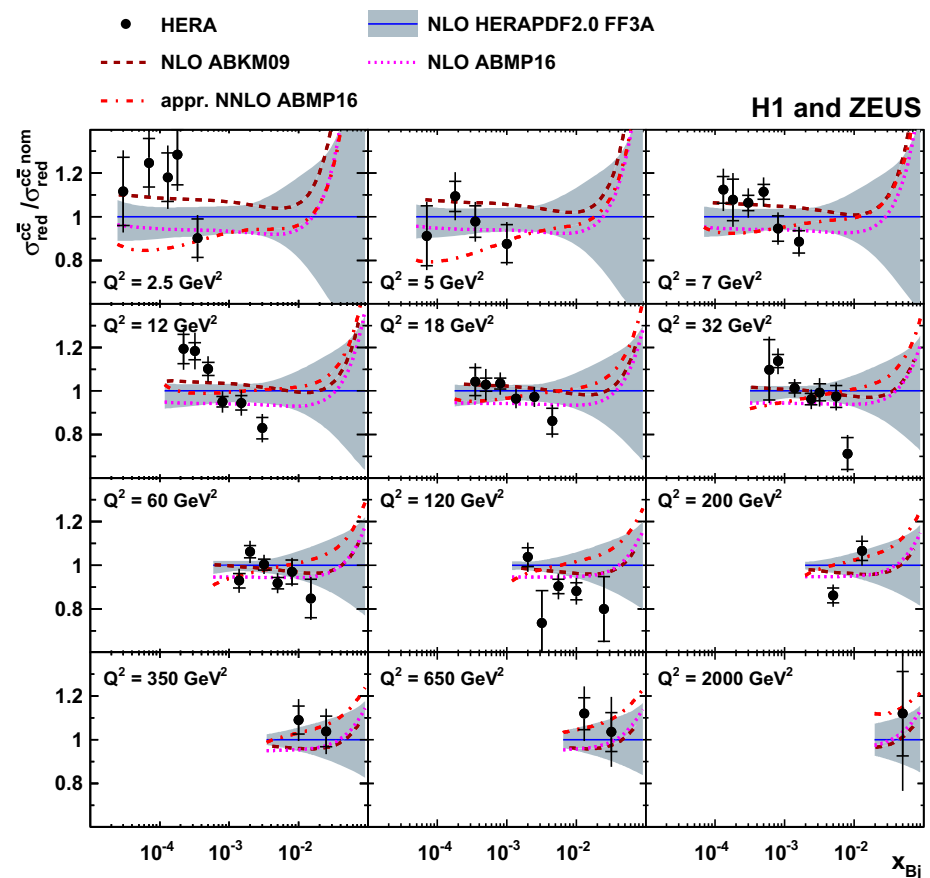 HERA
NLO HERAPDF2.0 FF3A
NLO ABKM09
NLO ABMP16
appr. NNLO ABMP16
H1 and ZEUS
σ_red^cc̄ / σ_red^cc̄ nom
1.2
1
0.8
Q² = 2.5 GeV²
Q² = 5 GeV²
Q² = 7 GeV²
Q² = 12 GeV²
Q² = 18 GeV²
Q² = 32 GeV²
1.2
1
0.8
Q² = 60 GeV²
Q² = 120 GeV²
Q² = 200 GeV²
1.2
1
0.8
Q² = 350 GeV²
Q² = 650 GeV²
Q² = 2000 GeV²
1.2
1
0.8
10⁻⁴ 10⁻³ 10⁻² 10⁻⁴ 10⁻³ 10⁻² 10⁻⁴ 10⁻³ 10⁻²
x_Bj